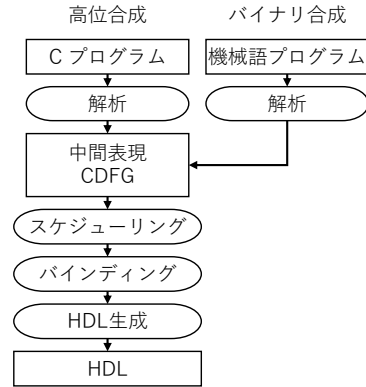 高位合成
バイナリ合成
C プログラム
機械語プログラム
解析
解析
中間表現
CDFG
スケジューリング
バインディング
HDL生成
HDL